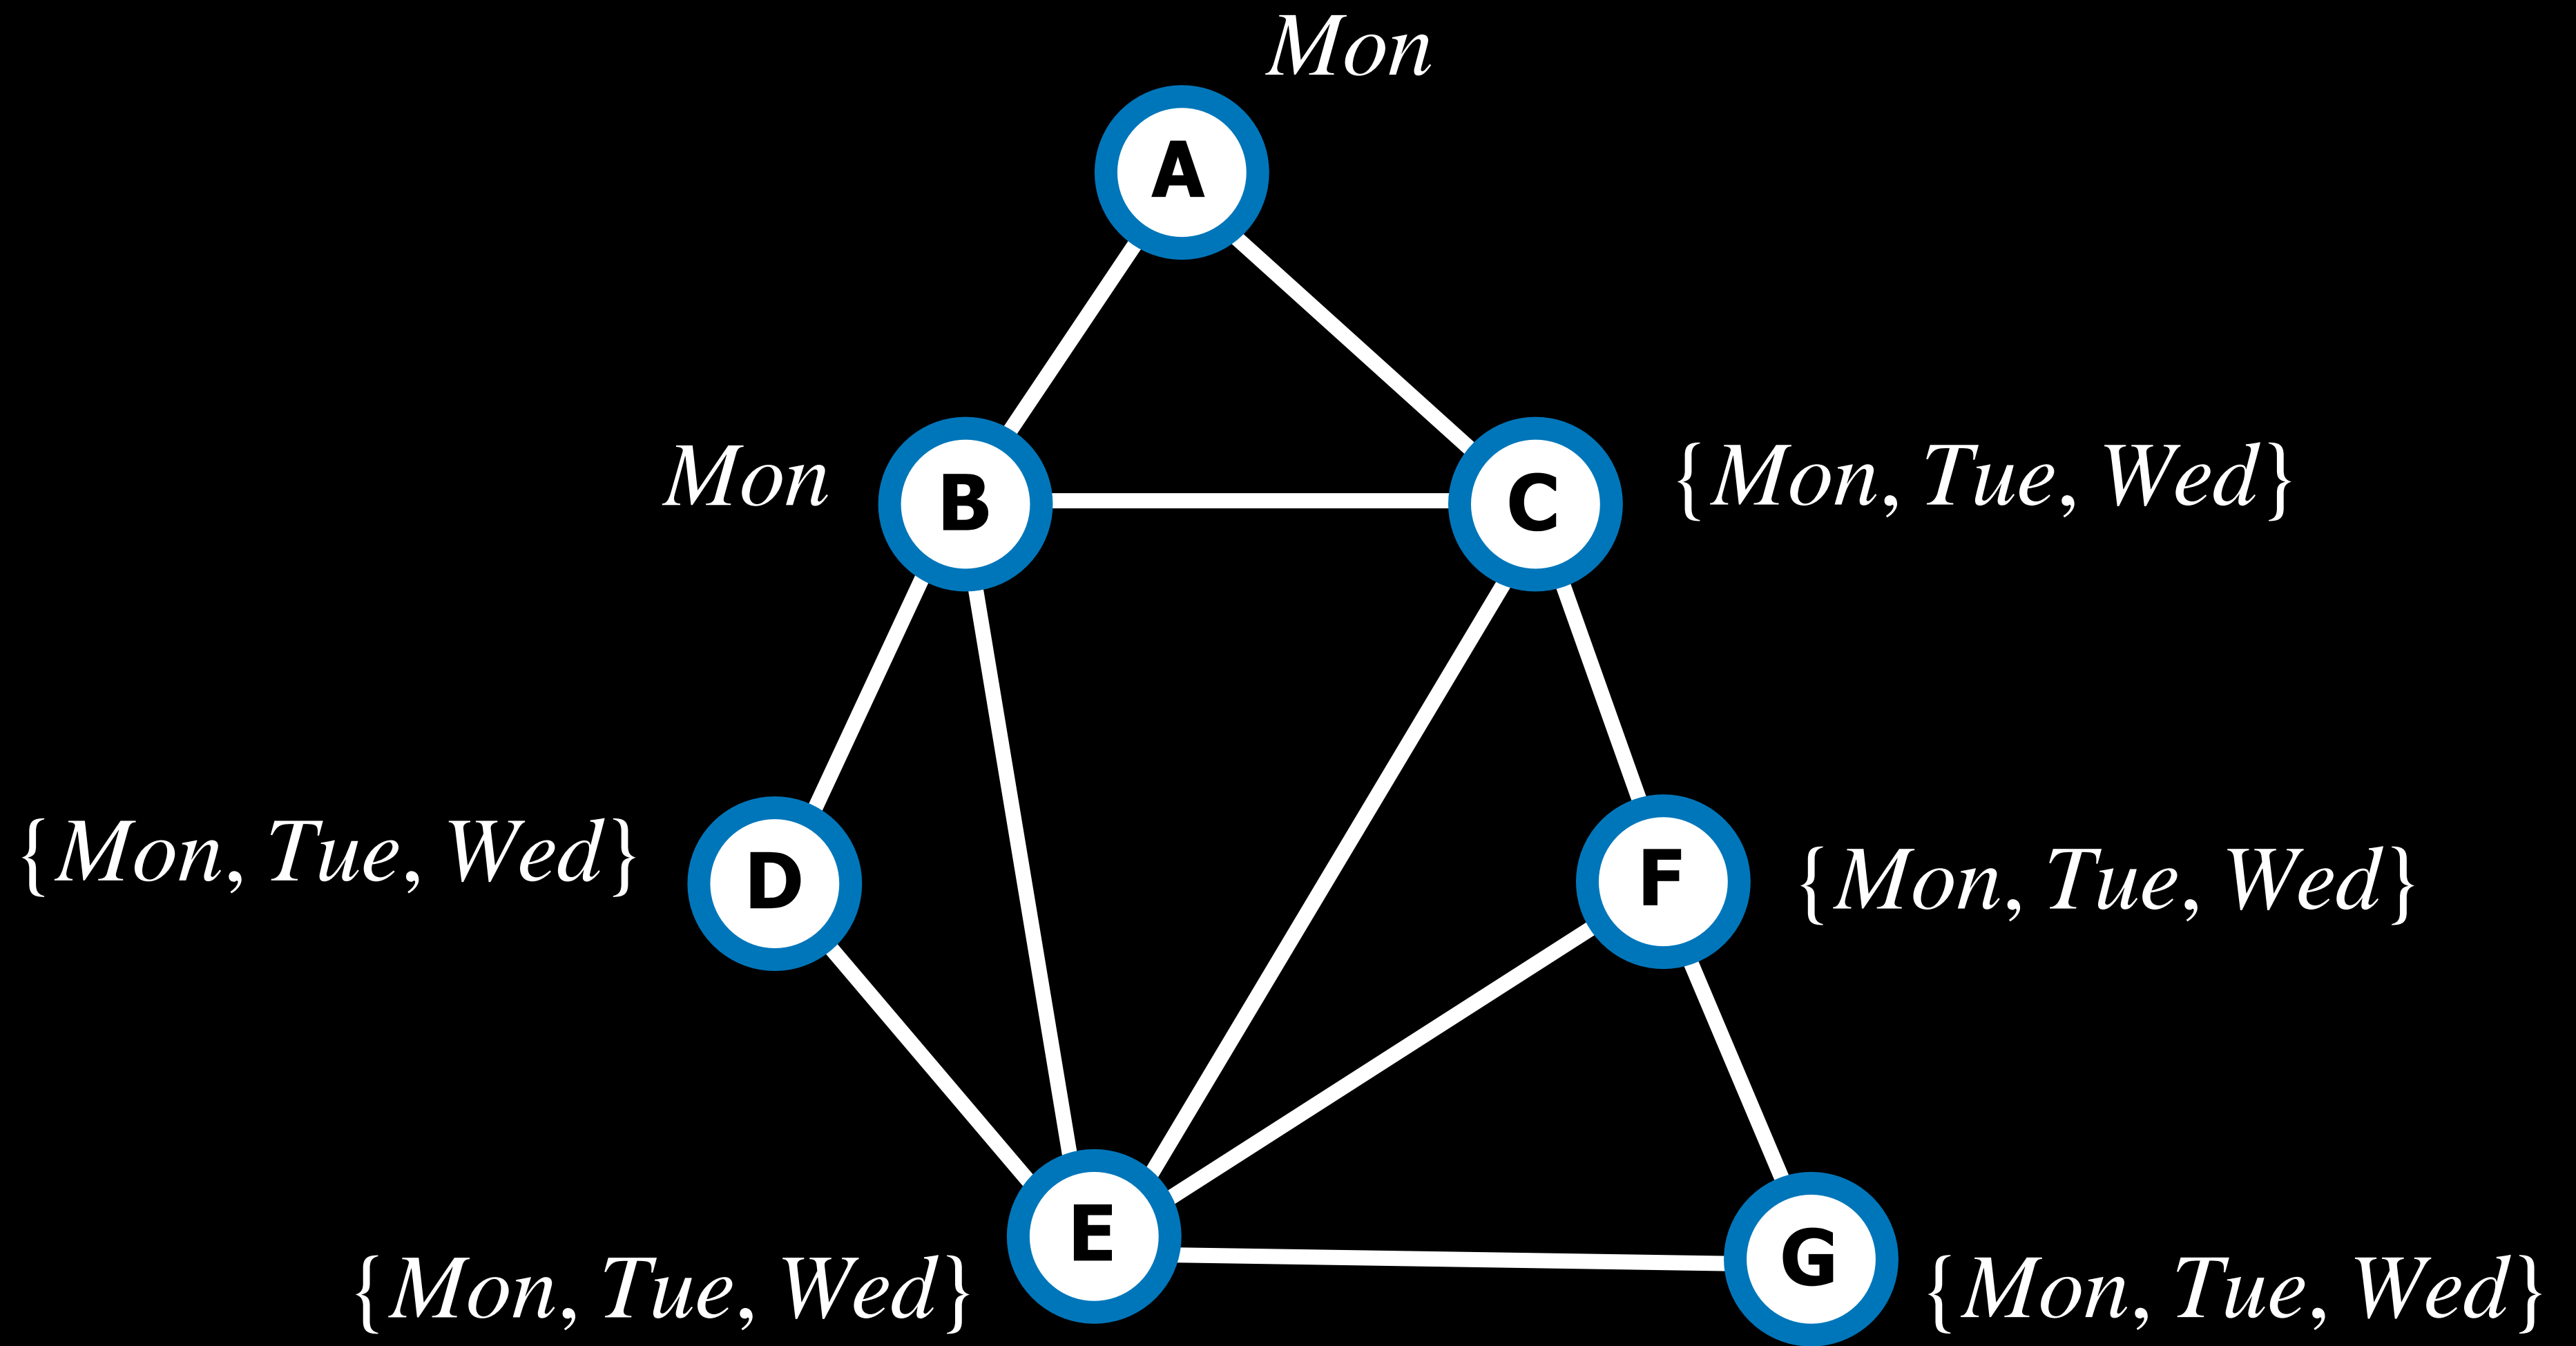 Mon
A
Mon B C {Mon, Tue, Wed}
{Mon, Tue, Wed} D F {Mon, Tue, Wed}
{Mon, Tue, Wed} E G {Mon, Tue, Wed}